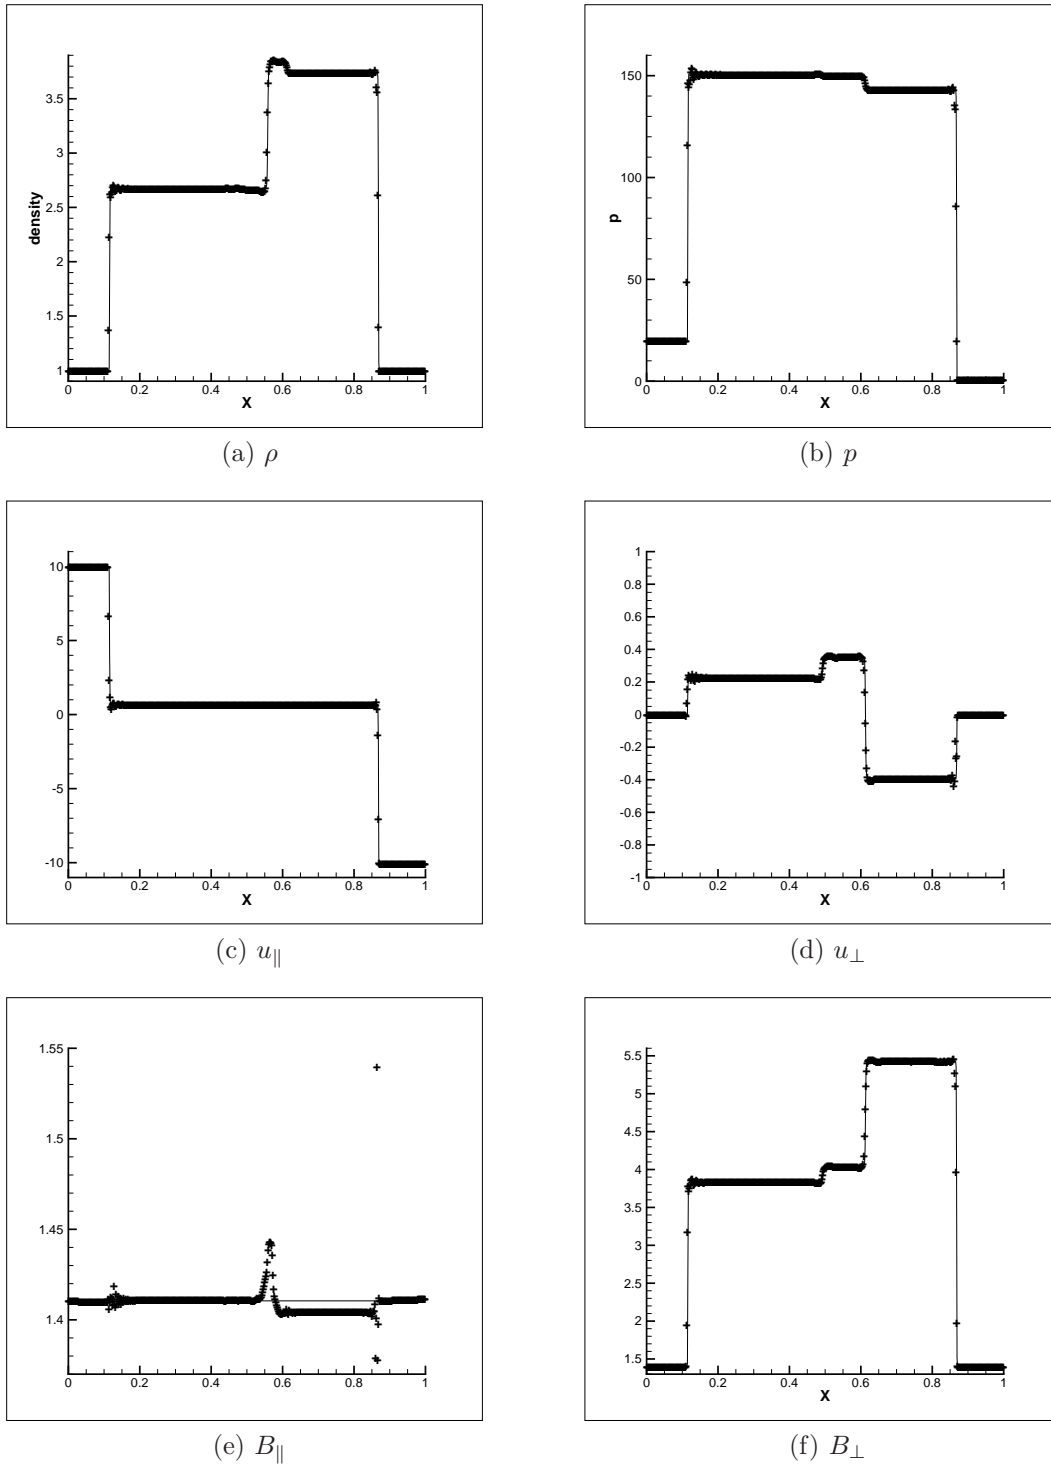 3.5
3
2.5
2
1.5
1
density
0 0.2 0.4 0.6 0.8 1
X
(a) ρ
150
100
50
0
p
0 0.2 0.4 0.6 0.8 1
X
(b) p
10
5
0
-5
-10
0 0.2 0.4 0.6 0.8 1
X
(c) u∥
1
0.8
0.6
0.4
0.2
0
-0.2
-0.4
-0.6
-0.8
-1
0 0.2 0.4 0.6 0.8 1
X
(d) u⊥
1.55
1.5
1.45
1.4
0 0.2 0.4 0.6 0.8 1
(e) B∥
5.5
5
4.5
4
3.5
3
2.5
2
1.5
0 0.2 0.4 0.6 0.8 1
X
(f) B⊥